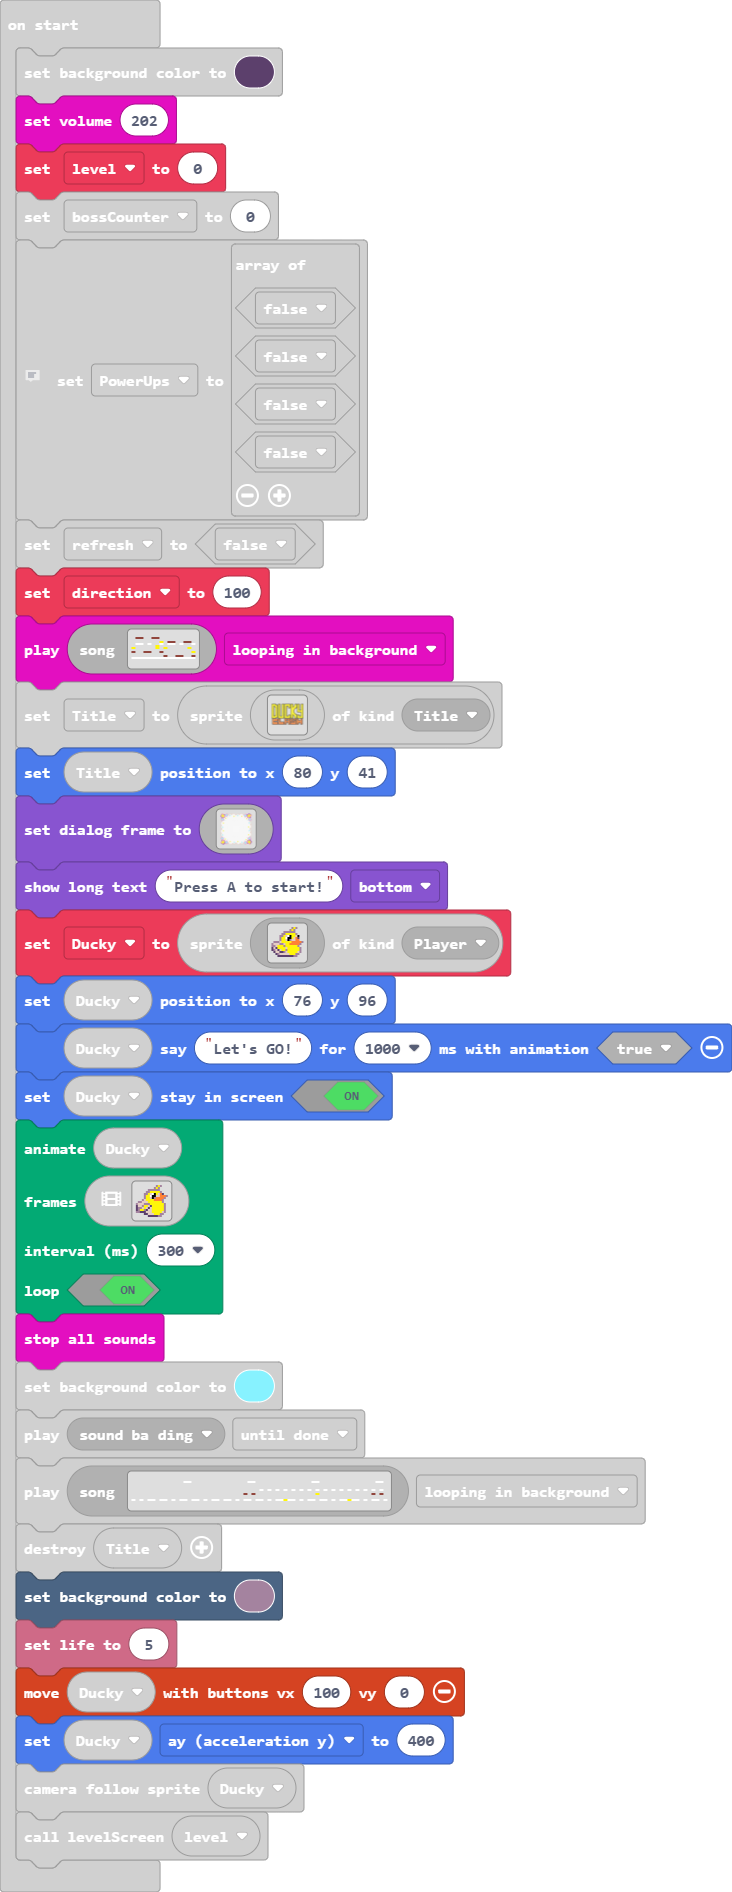 on start
set background color to
set volume 202
set level to 0
set bossCounter to 0
array of
false
false
false
set PowerUps to
false
set refresh to false
set direction to 100
play song looping in background
set Title to sprite DUCKY of kind Title
set Title position to x 80 y 41
set dialog frame to
show long text "Press A to start!" bottom
set Ducky to sprite of kind Player
set Ducky position to x 76 y 96
Ducky say "Let's GO!" for 1000 ms with animation true
set Ducky stay in screen ON
animate Ducky
frames
interval (ms) 300
loop ON
stop all sounds
set background color to
play sound ba ding until done
play song looping in background
destroy Title
set background color to
set life to 5
move Ducky with buttons vx 100 vy 0
set Ducky ay (acceleration y) to 400
camera follow sprite Ducky
call levelScreen level